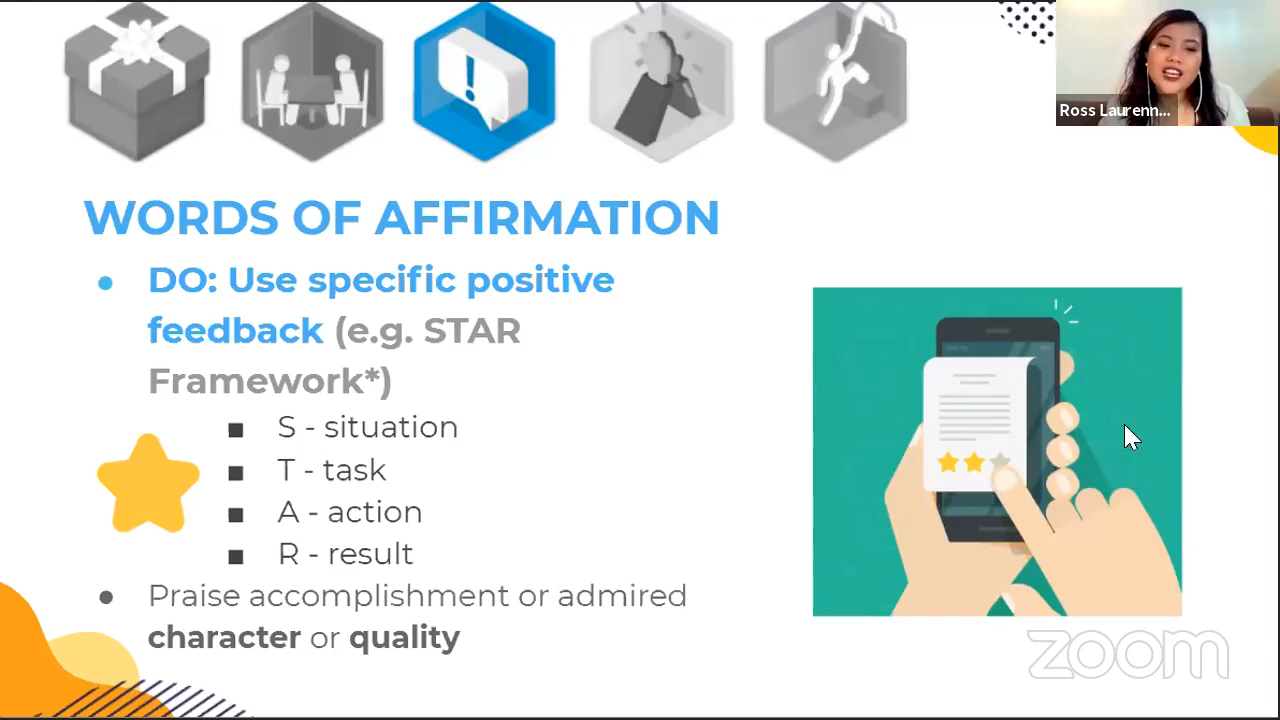 Ross Laurenn...
WORDS OF AFFIRMATION
● DO: Use specific positive
feedback (e.g. STAR
Framework*)
■ S - situation
■ T - task
■ A - action
■ R - result
● Praise accomplishment or admired
character or quality
zoom